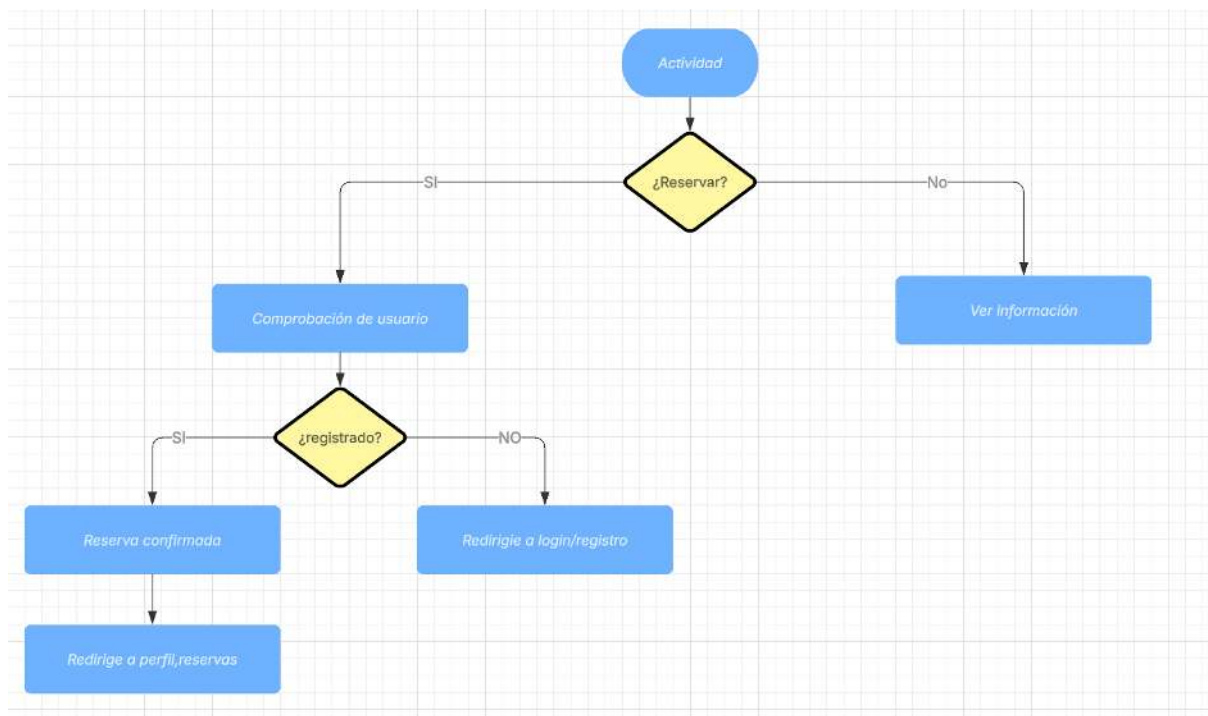 Actividad
¿Reservar?
SI
No
Comprobación de usuario
Ver Información
¿registrado?
SI
NO
Reserva confirmada
Redirigie a login/registro
Redirige a perfil,reservas